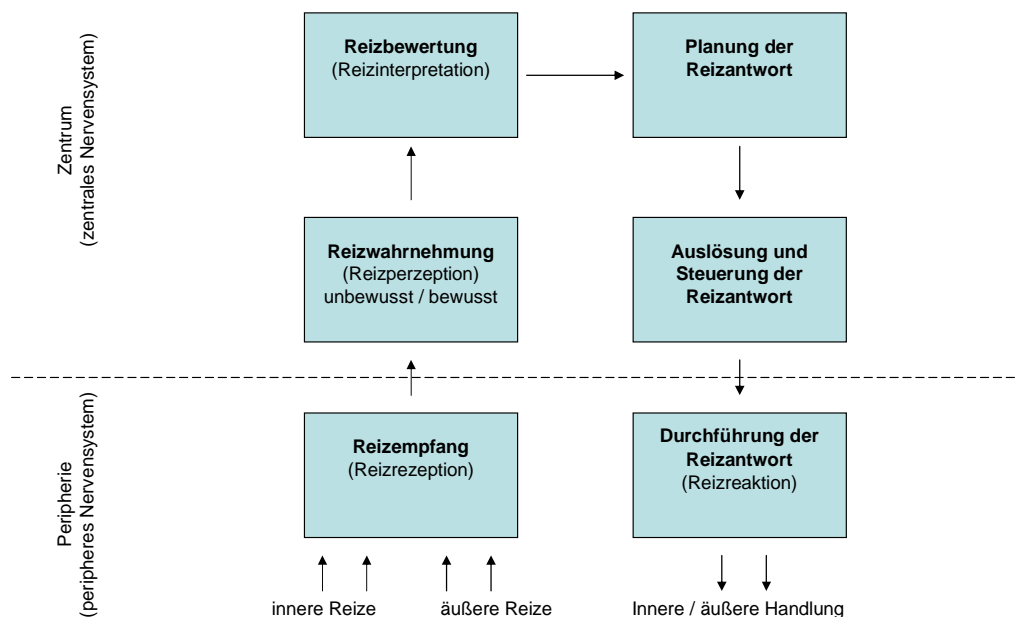 Zentrum
(zentrales Nervensystem)
Reizbewertung
(Reizinterpretation)
Planung der
Reizantwort
Reizwahrnehmung
(Reizperzeption)
unbewusst / bewusst
Auslösung und
Steuerung der
Reizantwort
Peripherie
(peripheres Nervensystem)
Reizempfang
(Reizrezeption)
Durchführung der
Reizantwort
(Reizreaktion)
innere Reize
äußere Reize
Innere / äußere Handlung